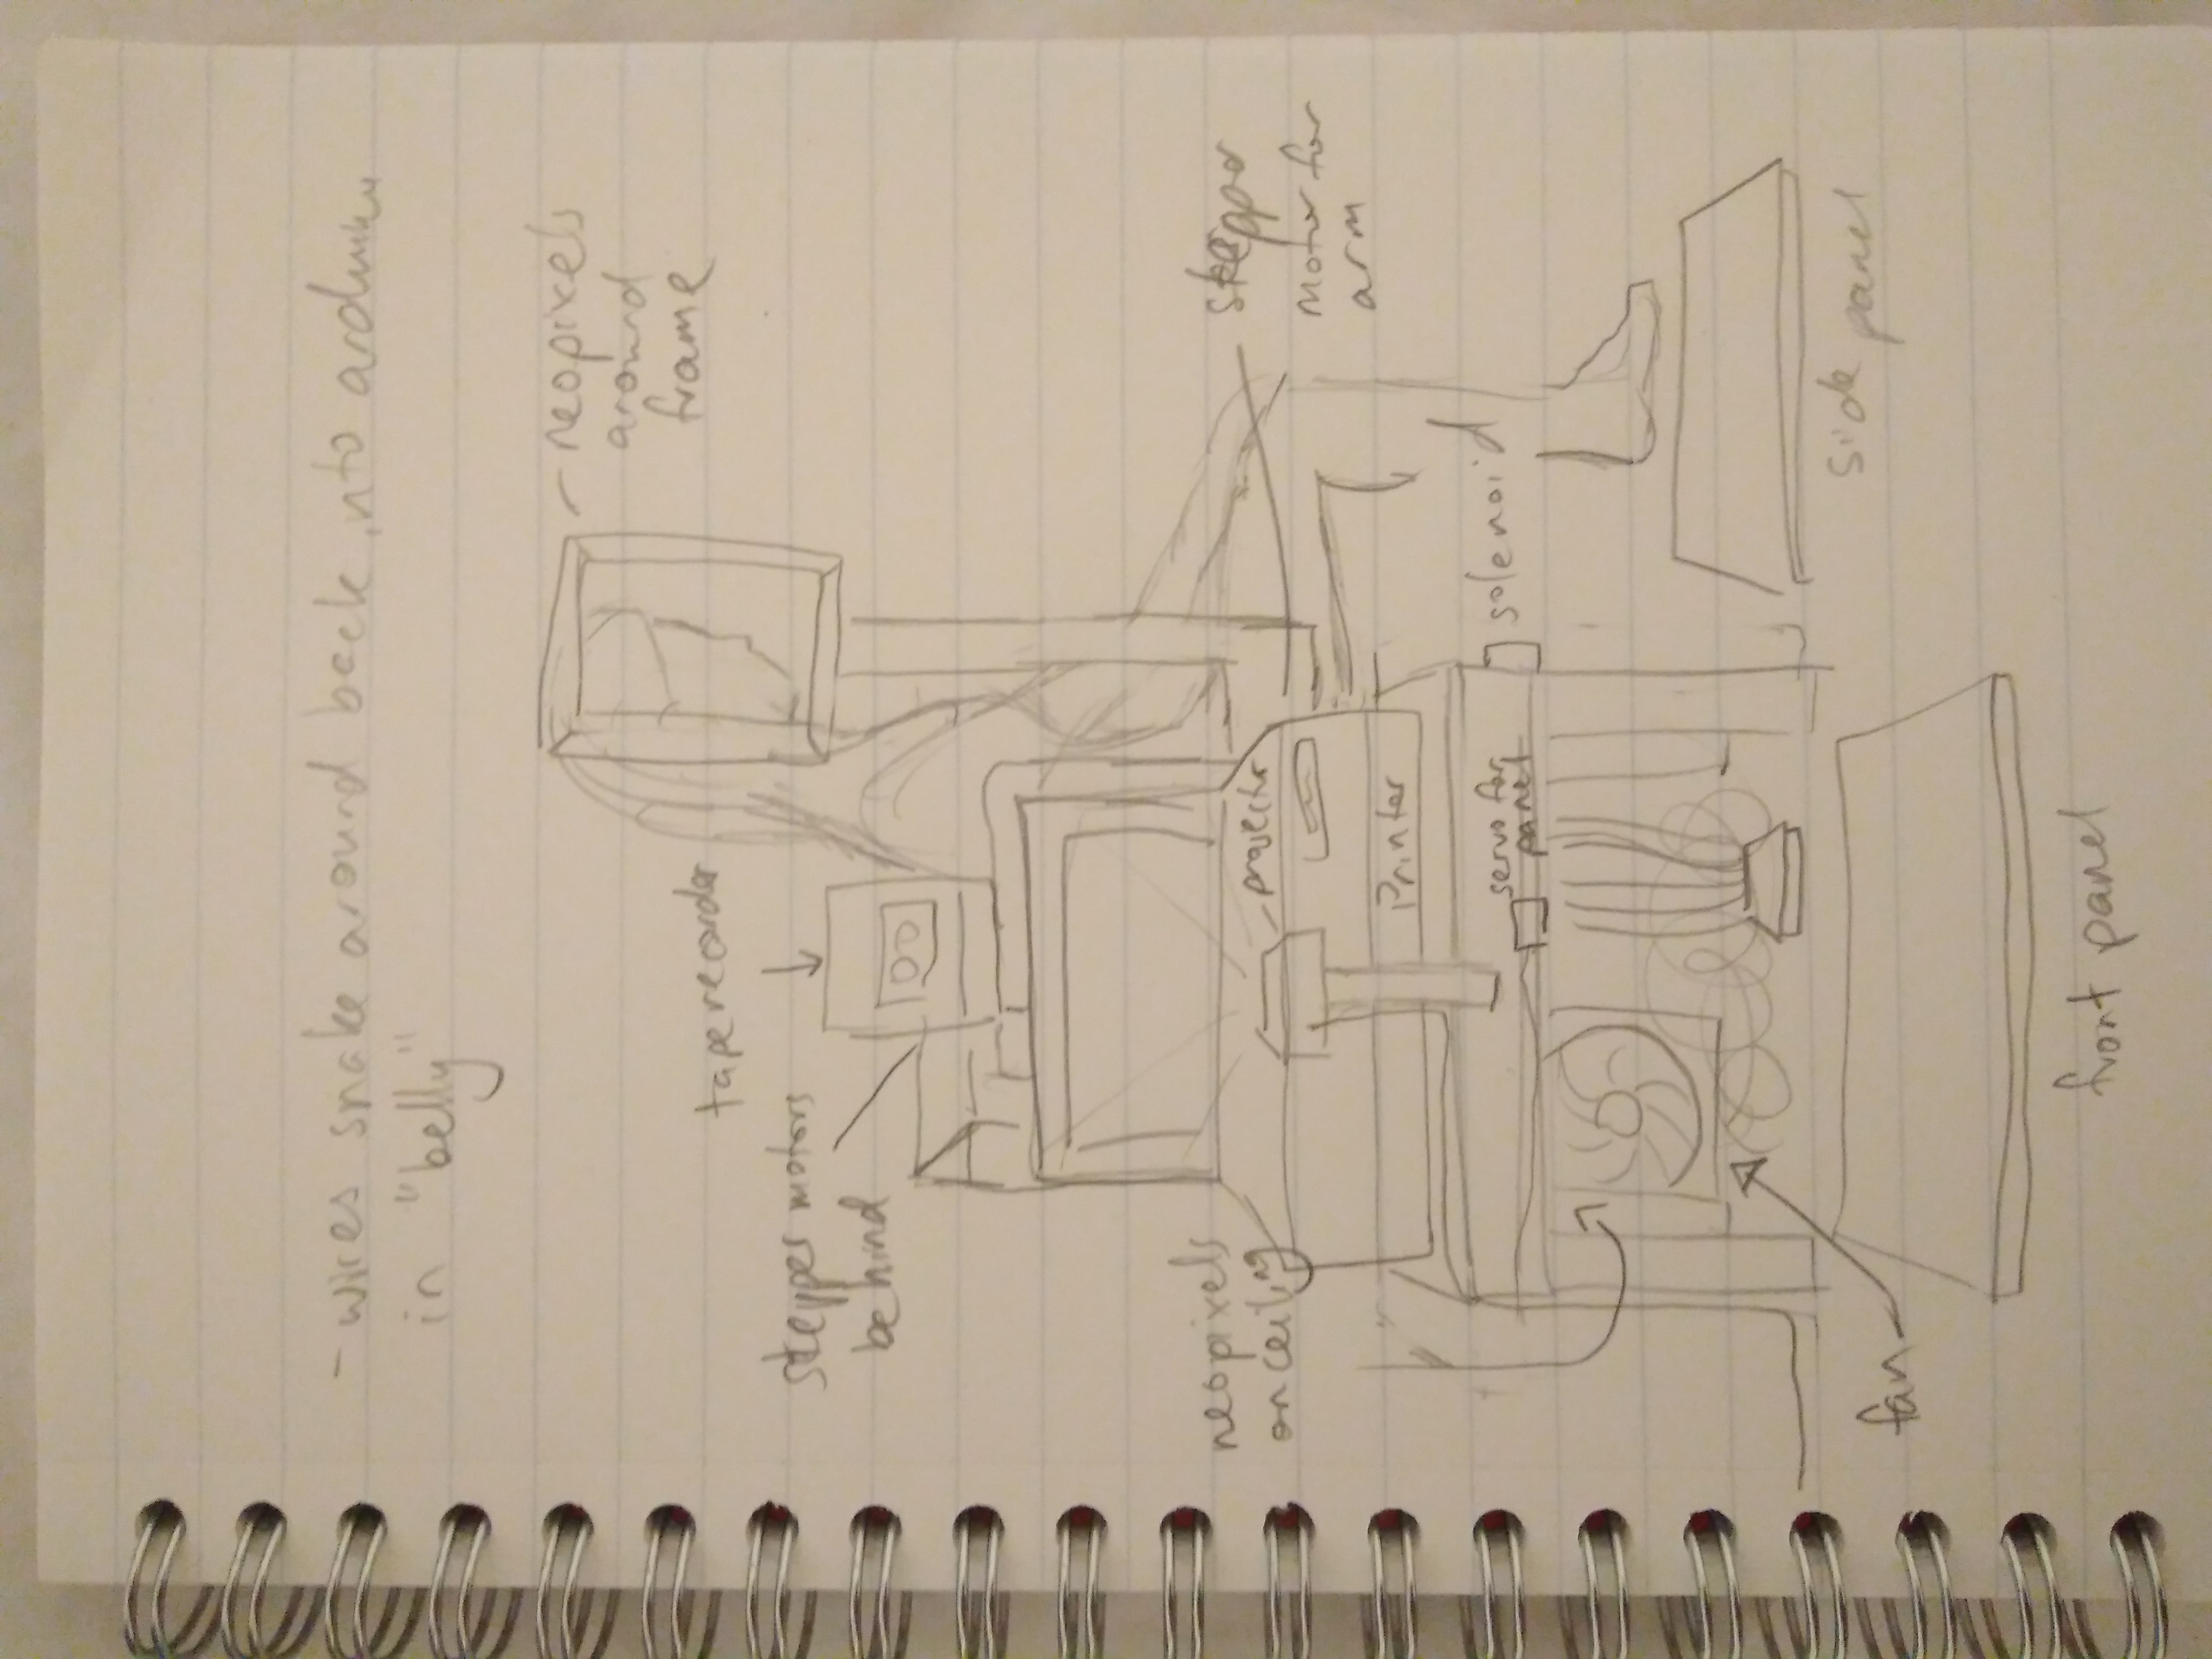 - wires snake around back into arduino
in "belly"
- neopixels
around
frame
tape recorder
stepper motors
behind
stepper
motor for
arm
neopixels
on ceiling
projector
Printer
servo for
panel
solenoid
side panel
fan
front panel